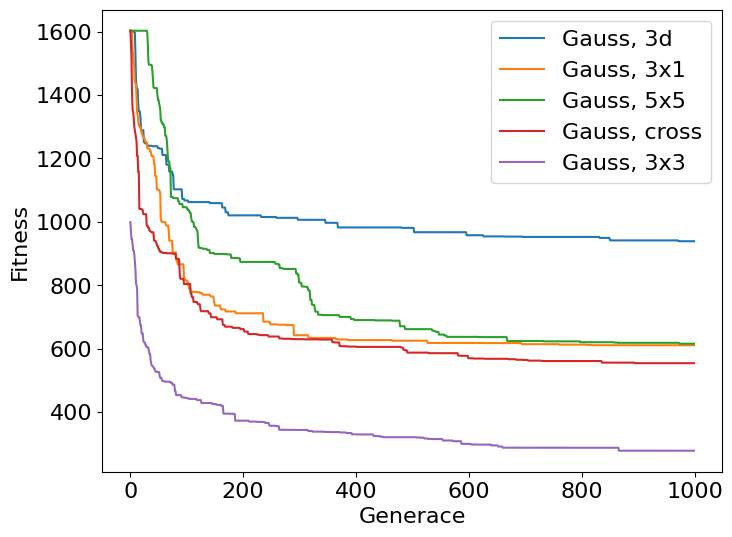 Fitness
1600
1400
1200
1000
800
600
400
Gauss, 3d
Gauss, 3x1
Gauss, 5x5
Gauss, cross
Gauss, 3x3
0 200 400 600 800 1000
Generace